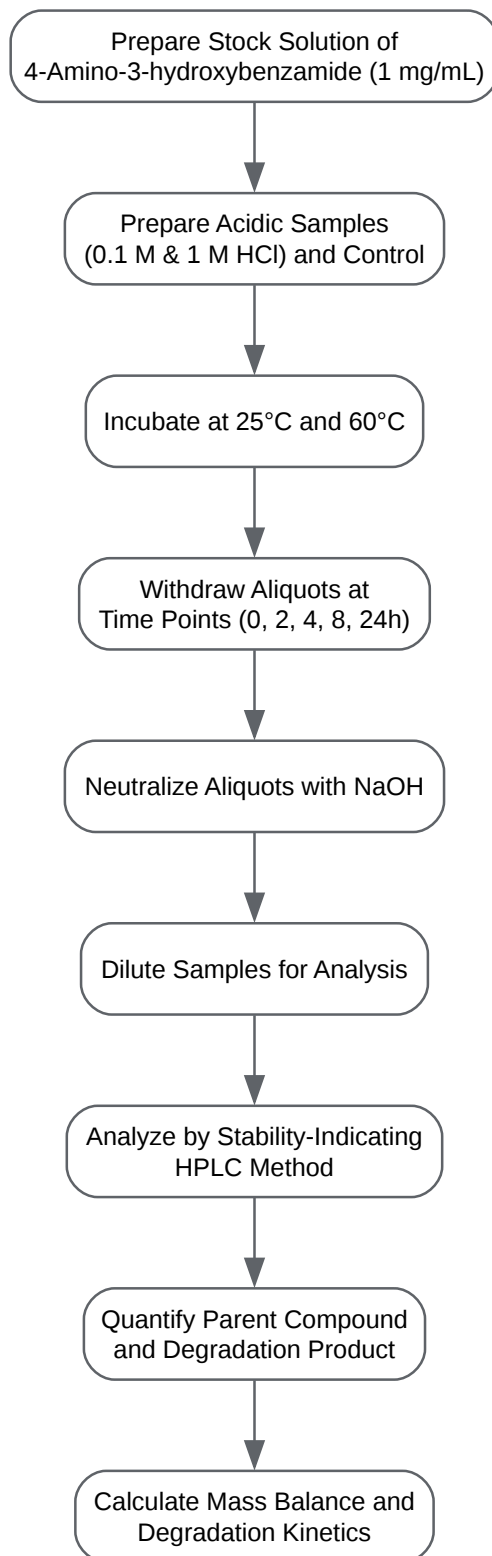 Prepare Stock Solution of
4-Amino-3-hydroxybenzamide (1 mg/mL)
Prepare Acidic Samples
(0.1 M & 1 M HCl) and Control
Incubate at 25°C and 60°C
Withdraw Aliquots at
Time Points (0, 2, 4, 8, 24h)
Neutralize Aliquots with NaOH
Dilute Samples for Analysis
Analyze by Stability-Indicating
HPLC Method
Quantify Parent Compound
and Degradation Product
Calculate Mass Balance and
Degradation Kinetics